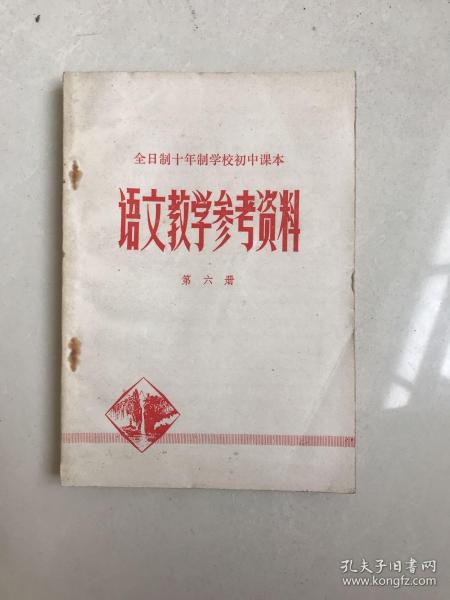 全日制十年制学校初中课本
语文教学参考资料
第六册
孔夫子旧书网
www.kongfz.com